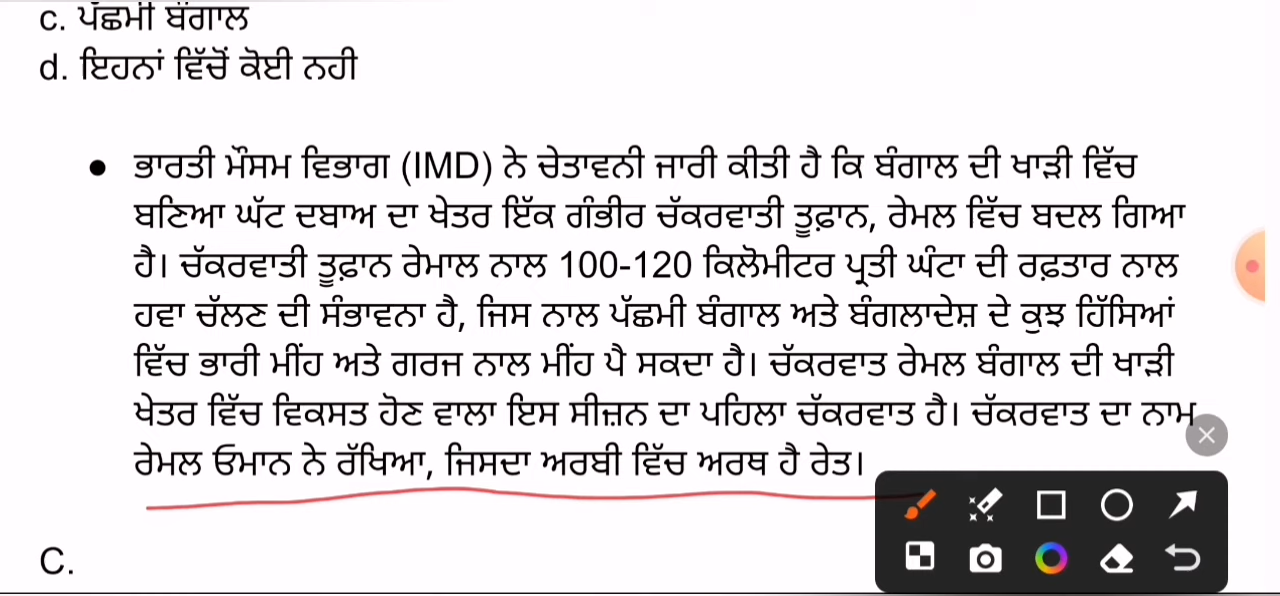 c. ਪੱਛਮੀ ਬੰਗਾਲ
d. ਇਹਨਾਂ ਵਿੱਚੋਂ ਕੋਈ ਨਹੀ
● ਭਾਰਤੀ ਮੌਸਮ ਵਿਭਾਗ (IMD) ਨੇ ਚੇਤਾਵਨੀ ਜਾਰੀ ਕੀਤੀ ਹੈ ਕਿ ਬੰਗਾਲ ਦੀ ਖਾੜੀ ਵਿੱਚ
ਬਣਿਆ ਘੱਟ ਦਬਾਅ ਦਾ ਖੇਤਰ ਇੱਕ ਗੰਭੀਰ ਚੱਕਰਵਾਤੀ ਤੂਫ਼ਾਨ, ਰੇਮਲ ਵਿੱਚ ਬਦਲ ਗਿਆ
ਹੈ। ਚੱਕਰਵਾਤੀ ਤੂਫ਼ਾਨ ਰੇਮਾਲ ਨਾਲ 100-120 ਕਿਲੋਮੀਟਰ ਪ੍ਰਤੀ ਘੰਟਾ ਦੀ ਰਫ਼ਤਾਰ ਨਾਲ
ਹਵਾ ਚੱਲਣ ਦੀ ਸੰਭਾਵਨਾ ਹੈ, ਜਿਸ ਨਾਲ ਪੱਛਮੀ ਬੰਗਾਲ ਅਤੇ ਬੰਗਲਾਦੇਸ਼ ਦੇ ਕੁਝ ਹਿੱਸਿਆਂ
ਵਿੱਚ ਭਾਰੀ ਮੀਂਹ ਅਤੇ ਗਰਜ ਨਾਲ ਮੀਂਹ ਪੈ ਸਕਦਾ ਹੈ। ਚੱਕਰਵਾਤ ਰੇਮਲ ਬੰਗਾਲ ਦੀ ਖਾੜੀ
ਖੇਤਰ ਵਿੱਚ ਵਿਕਸਤ ਹੋਣ ਵਾਲਾ ਇਸ ਸੀਜ਼ਨ ਦਾ ਪਹਿਲਾ ਚੱਕਰਵਾਤ ਹੈ। ਚੱਕਰਵਾਤ ਦਾ ਨਾਮ
ਰੇਮਲ ਓਮਾਨ ਨੇ ਰੱਖਿਆ, ਜਿਸਦਾ ਅਰਬੀ ਵਿੱਚ ਅਰਥ ਹੈ ਰੇਤ।
C.